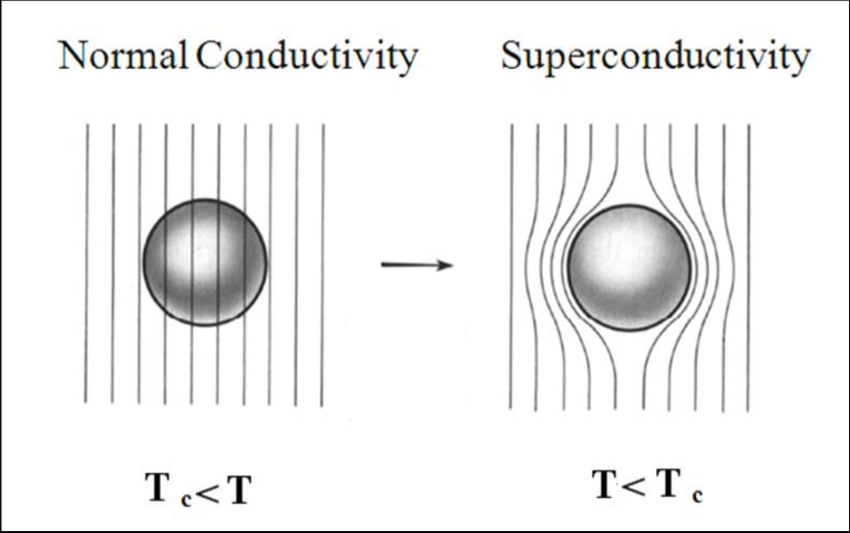 Normal Conductivity
Superconductivity
T c < T
T < T c